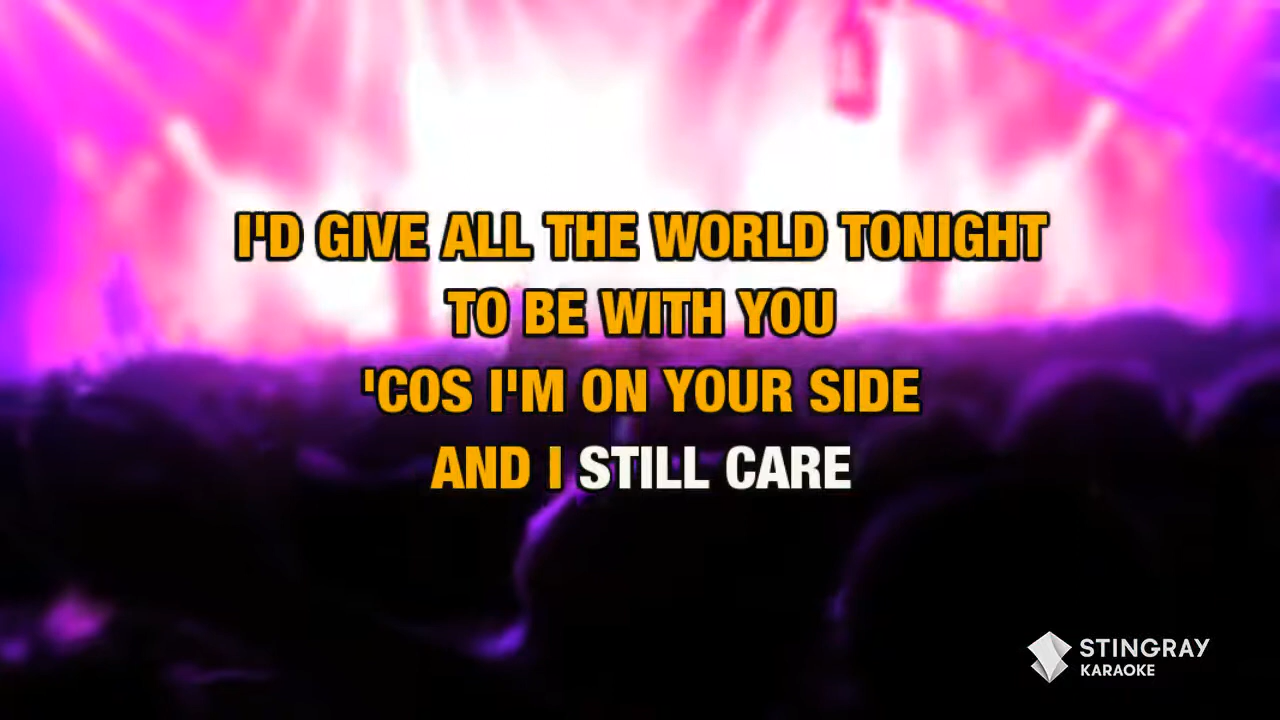 I'D GIVE ALL THE WORLD TONIGHT
TO BE WITH YOU
'COS I'M ON YOUR SIDE
AND I STILL CARE
STINGRAY
KARAOKE